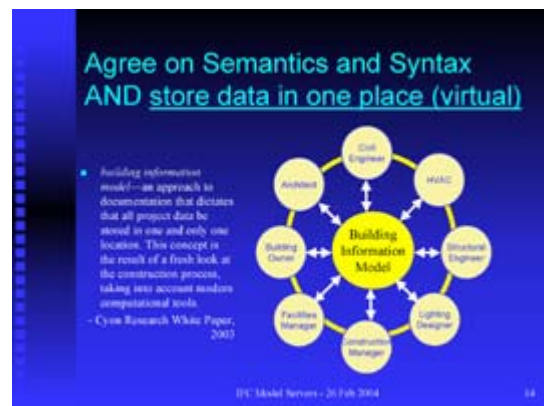 Agree on Semantics and Syntax
AND store data in one place (virtual)
building information
model—an approach to
documentation that dictates
that all project data be
stored in one and only one
location. This concept is
the result of a fresh look at
the construction process,
taking into account modern
computational tools.
- Cyon Research White Paper,
2003
Civil
Engineer
HVAC
Structural
Engineer
Lighting
Designer
Construction
Manager
Facilities
Manager
Building
Owner
Architect
Building
Information
Model
IFC Model Servers - 26 Feb 2004
14